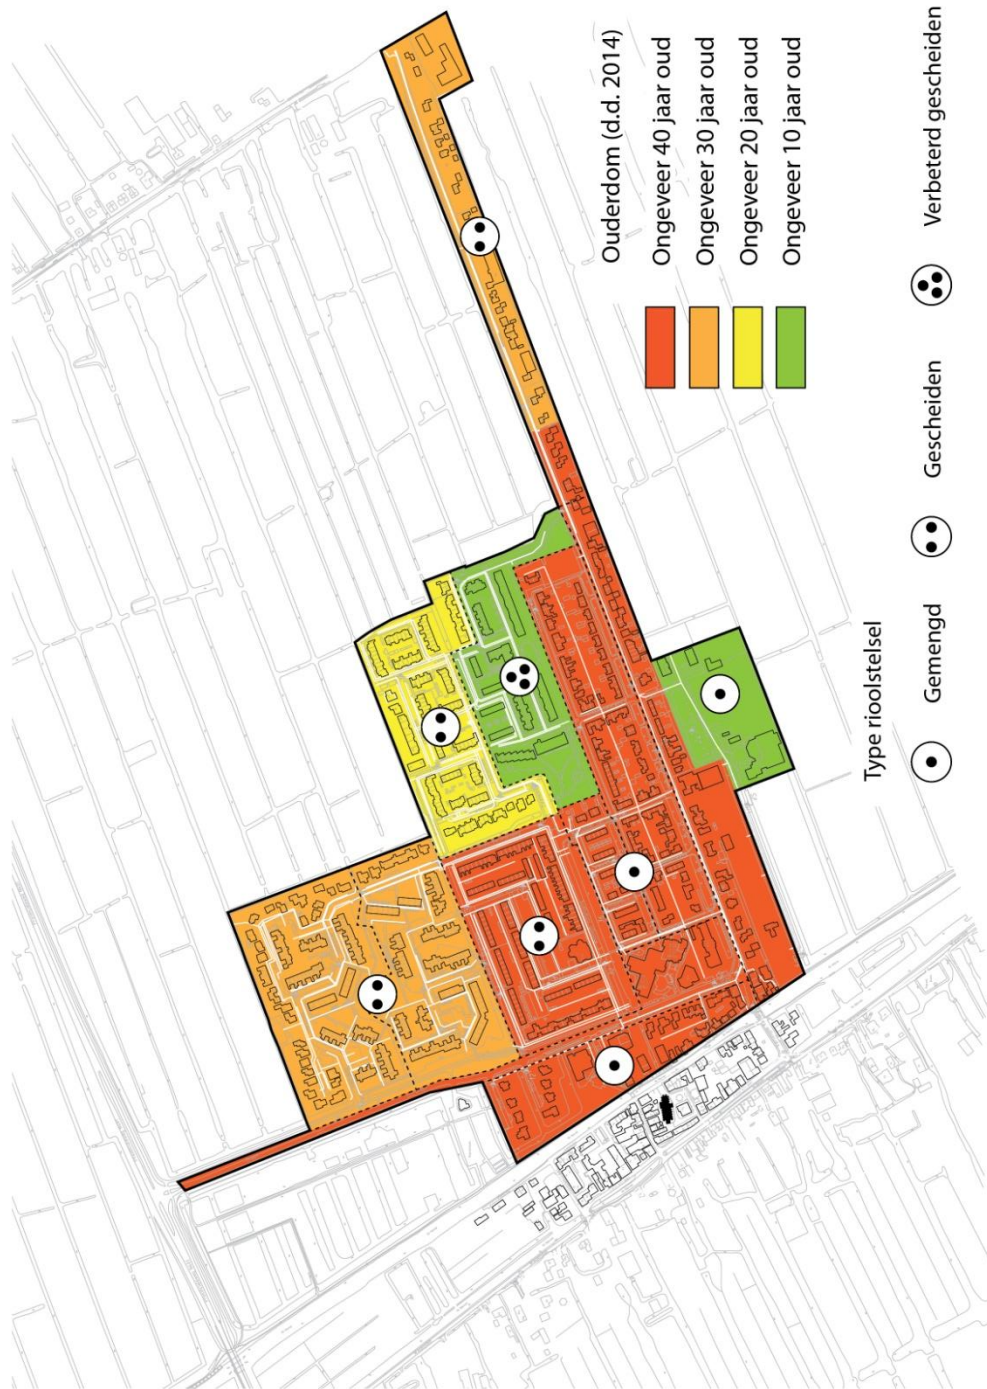 Ouderdom (d.d. 2014)
Ongeveer 40 jaar oud
Ongeveer 30 jaar oud
Ongeveer 20 jaar oud
Ongeveer 10 jaar oud
Type rioolstelsel
Gemengd
Gescheiden
Verbeterd gescheiden